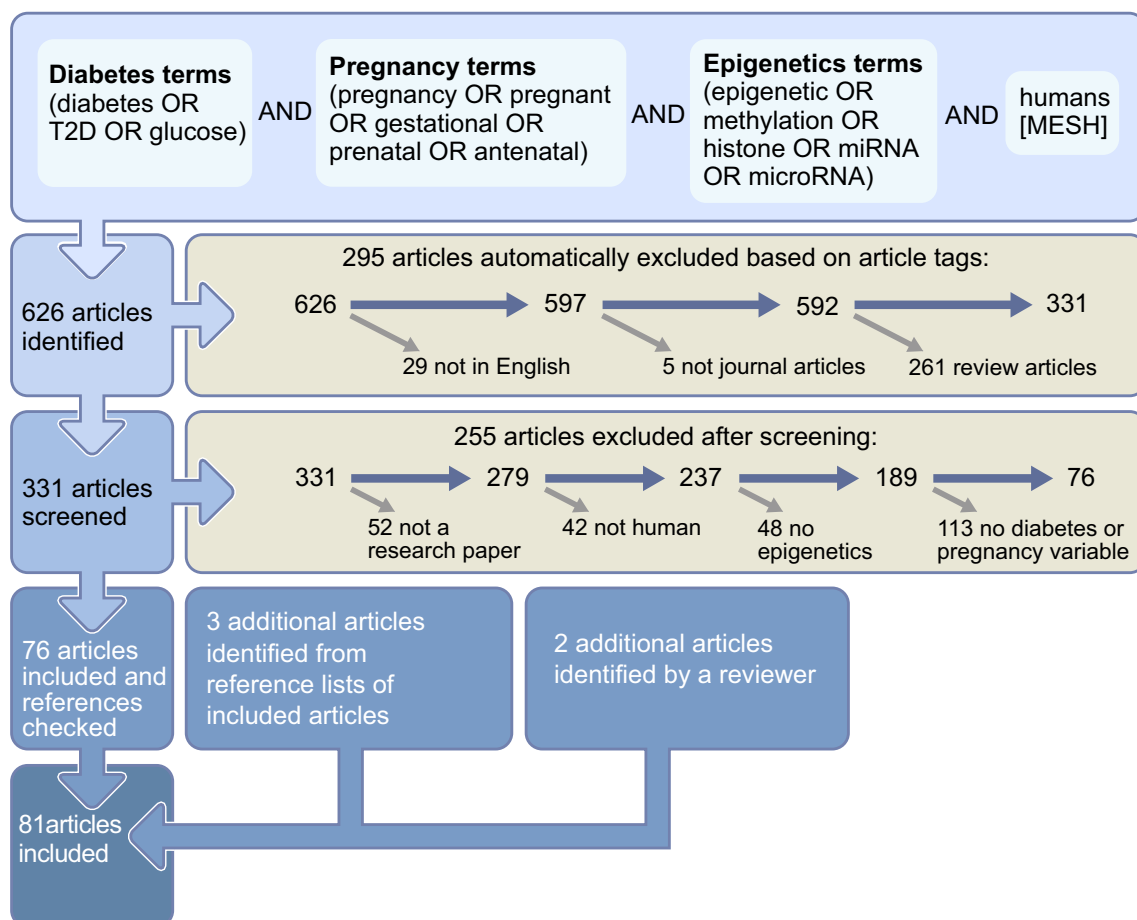 Diabetes terms
(diabetes OR
T2D OR glucose)
AND
Pregnancy terms
(pregnancy OR pregnant
OR gestational OR
prenatal OR antenatal)
AND
Epigenetics terms
(epigenetic OR
methylation OR
histone OR miRNA
OR microRNA)
AND
humans
[MESH]
626 articles
identified
295 articles automatically excluded based on article tags:
626 597 592 331
29 not in English 5 not journal articles 261 review articles
331 articles
screened
255 articles excluded after screening:
331 279 237 189 76
52 not a
research paper
42 not human
48 no
epigenetics
113 no diabetes or
pregnancy variable
76 articles
included and
references
checked
3 additional articles
identified from
reference lists of
included articles
2 additional articles
identified by a reviewer
81articles
included